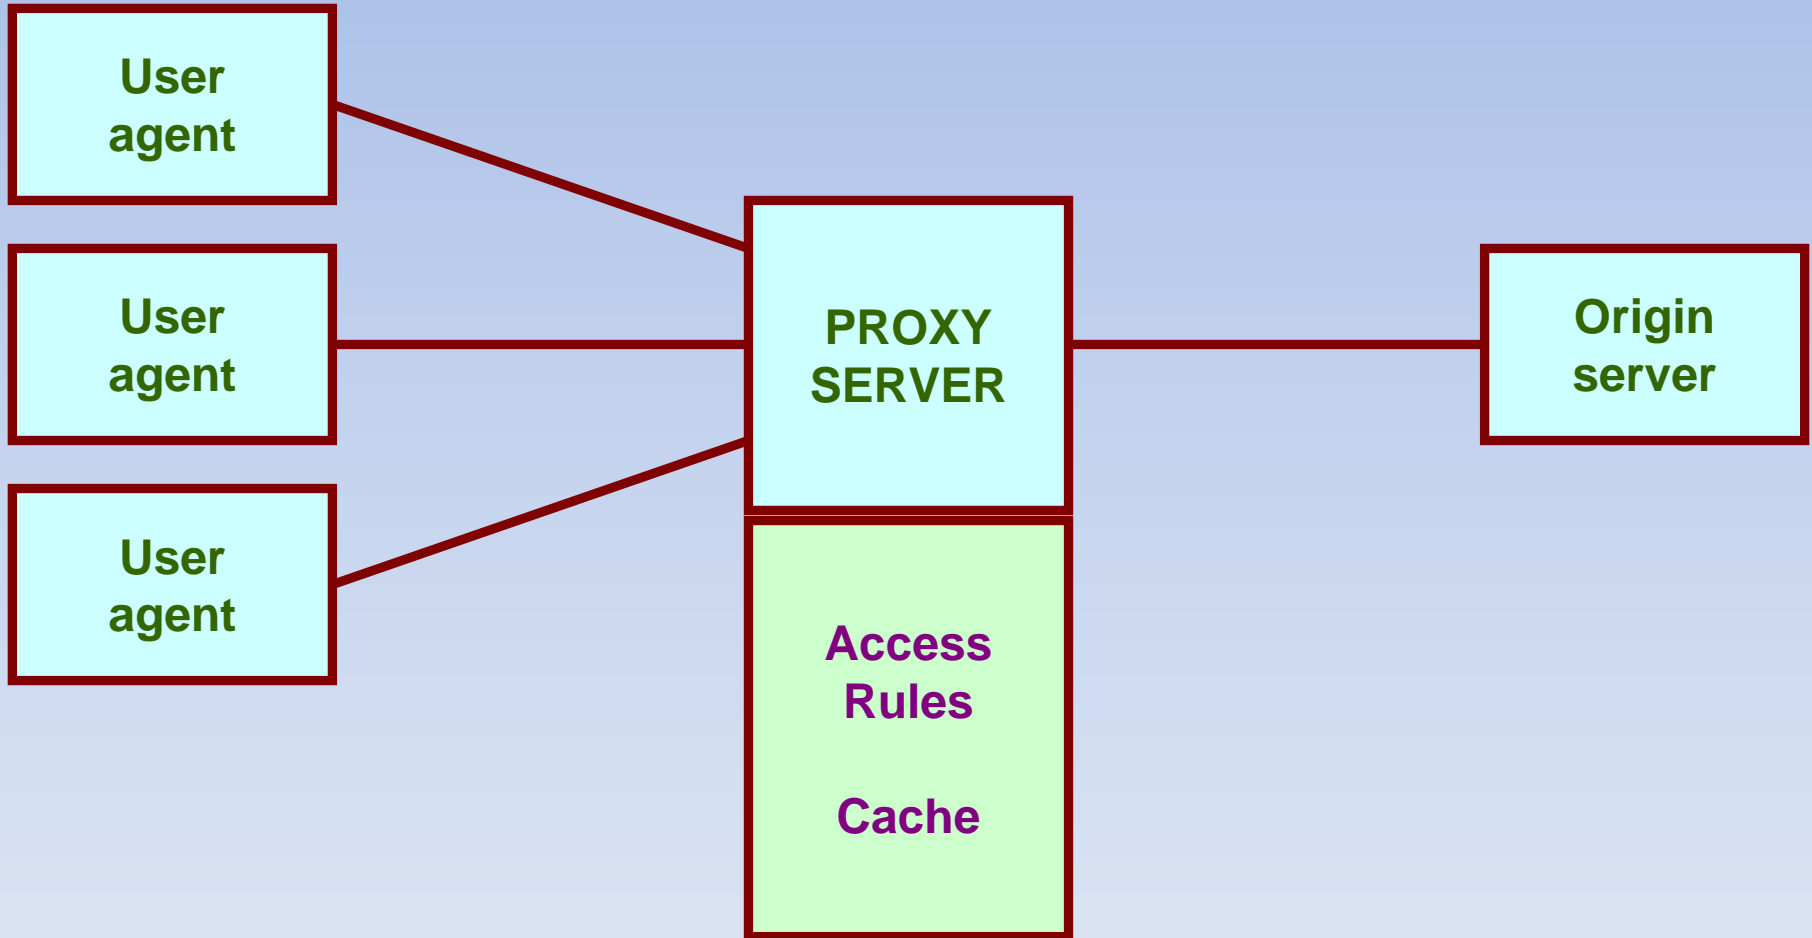 User
agent
User
agent
User
agent
PROXY
SERVER
Access
Rules
Cache
Origin
server